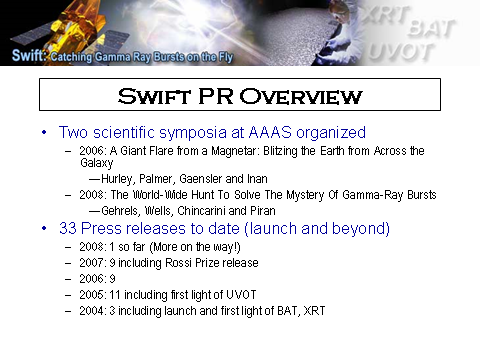 XRT
BAT
UVOT
Swift: Catching Gamma Ray Bursts on the Fly
Swift PR Overview
• Two scientific symposia at AAAS organized
– 2006: A Giant Flare from a Magnetar: Blitzing the Earth from Across the
Galaxy
—Hurley, Palmer, Gaensler and Inan
– 2008: The World-Wide Hunt To Solve The Mystery Of Gamma-Ray Bursts
—Gehrels, Wells, Chincarini and Piran
• 33 Press releases to date (launch and beyond)
– 2008: 1 so far (More on the way!)
– 2007: 9 including Rossi Prize release
– 2006: 9
– 2005: 11 including first light of UVOT
– 2004: 3 including launch and first light of BAT, XRT